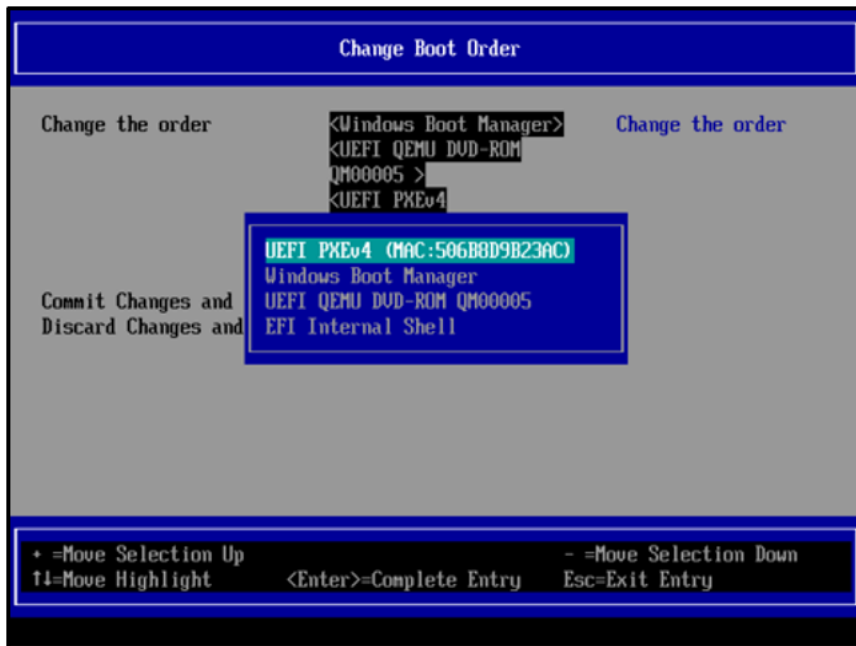 Change Boot Order
Change the order <Windows Boot Manager> Change the order
<UEFI QEMU DVD-ROM
QM00005 >
<UEFI PXEv4
UEFI PXEv4 (MAC:506B8D9B23AC)
Windows Boot Manager
Commit Changes and UEFI QEMU DVD-ROM QM00005
Discard Changes and EFI Internal Shell
+ =Move Selection Up - =Move Selection Down
↑↓=Move Highlight <Enter>=Complete Entry Esc=Exit Entry